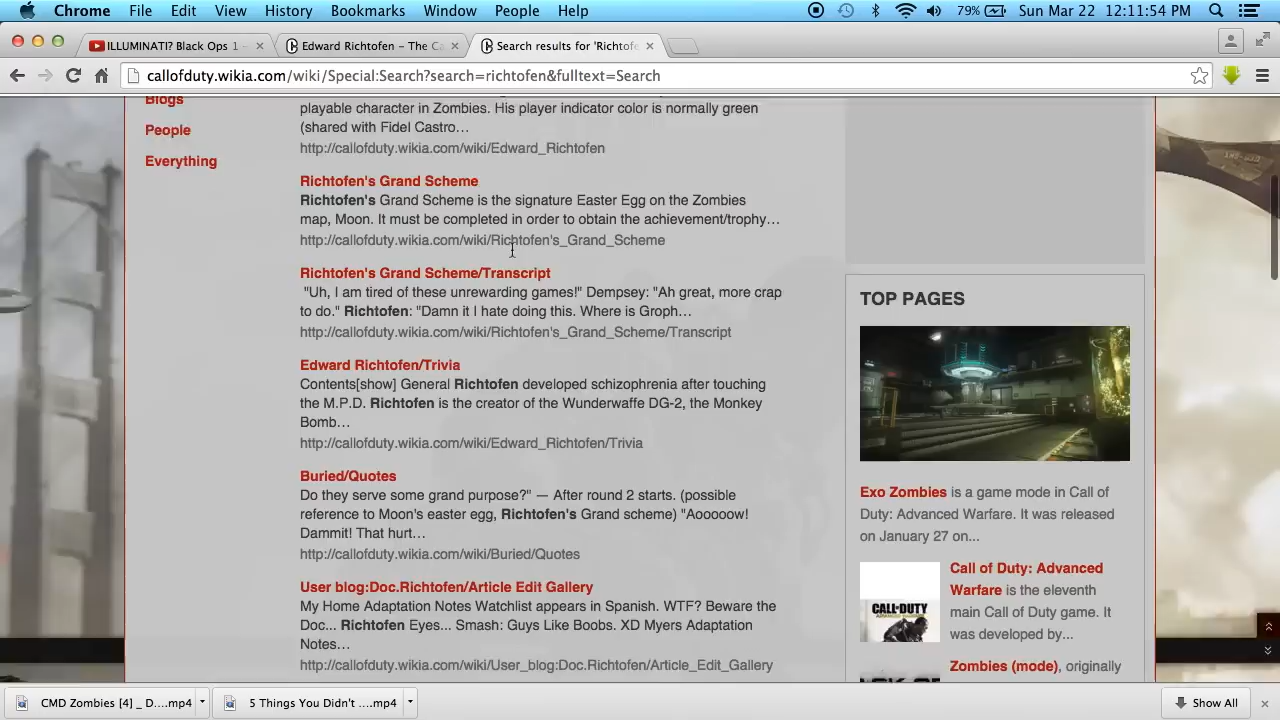 Chrome File Edit View History Bookmarks Window People Help 79% Sun Mar 22 12:11:54 PM
ILLUMINATI? Black Ops 1 -
Edward Richtofen – The C
Search results for 'Richtofe
callofduty.wikia.com/wiki/Special:Search?search=richtofen&fulltext=Search
Blogs
People
Everything
playable character in Zombies. His player indicator color is normally green
(shared with Fidel Castro…
http://callofduty.wikia.com/wiki/Edward_Richtofen
Richtofen's Grand Scheme
Richtofen's Grand Scheme is the signature Easter Egg on the Zombies
map, Moon. It must be completed in order to obtain the achievement/trophy…
http://callofduty.wikia.com/wiki/Richtofen's_Grand_Scheme
Richtofen's Grand Scheme/Transcript
"Uh, I am tired of these unrewarding games!" Dempsey: "Ah great, more crap
to do." Richtofen: "Damn it I hate doing this. Where is Groph…
http://callofduty.wikia.com/wiki/Richtofen's_Grand_Scheme/Transcript
Edward Richtofen/Trivia
Contents[show] General Richtofen developed schizophrenia after touching
the M.P.D. Richtofen is the creator of the Wunderwaffe DG-2, the Monkey
Bomb…
http://callofduty.wikia.com/wiki/Edward_Richtofen/Trivia
Buried/Quotes
Do they serve some grand purpose?" — After round 2 starts. (possible
reference to Moon's easter egg, Richtofen's Grand scheme) "Aooooow!
Dammit! That hurt…
http://callofduty.wikia.com/wiki/Buried/Quotes
User blog:Doc.Richtofen/Article Edit Gallery
My Home Adaptation Notes Watchlist appears in Spanish. WTF? Beware the
Doc... Richtofen Eyes... Smash: Guys Like Boobs. XD Myers Adaptation
Notes…
http://callofduty.wikia.com/wiki/User_blog:Doc.Richtofen/Article_Edit_Gallery
TOP PAGES
Exo Zombies is a game mode in Call of
Duty: Advanced Warfare. It was released
on January 27 on...
CALL·DUTY
Call of Duty: Advanced
Warfare is the eleventh
main Call of Duty game. It
was developed by...
Zombies (mode), originally
CMD Zombies [4] _ D....mp4
5 Things You Didn't ....mp4
Show All